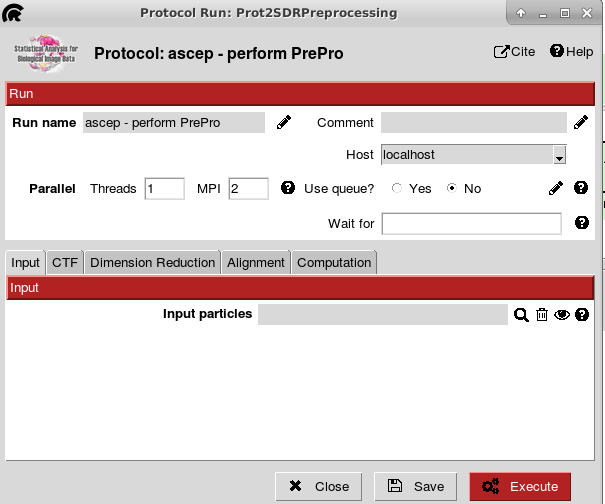 Protocol Run: Prot2SDRPreprocessing
Statistical Analysis for
Biological Image Data
Protocol: ascep - perform PrePro
Cite
Help
Run
Run name ascep - perform PrePro Comment
Host localhost
Parallel Threads 1 MPI 2 Use queue? Yes No
Wait for
Input CTF Dimension Reduction Alignment Computation
Input
Input particles
Close Save Execute